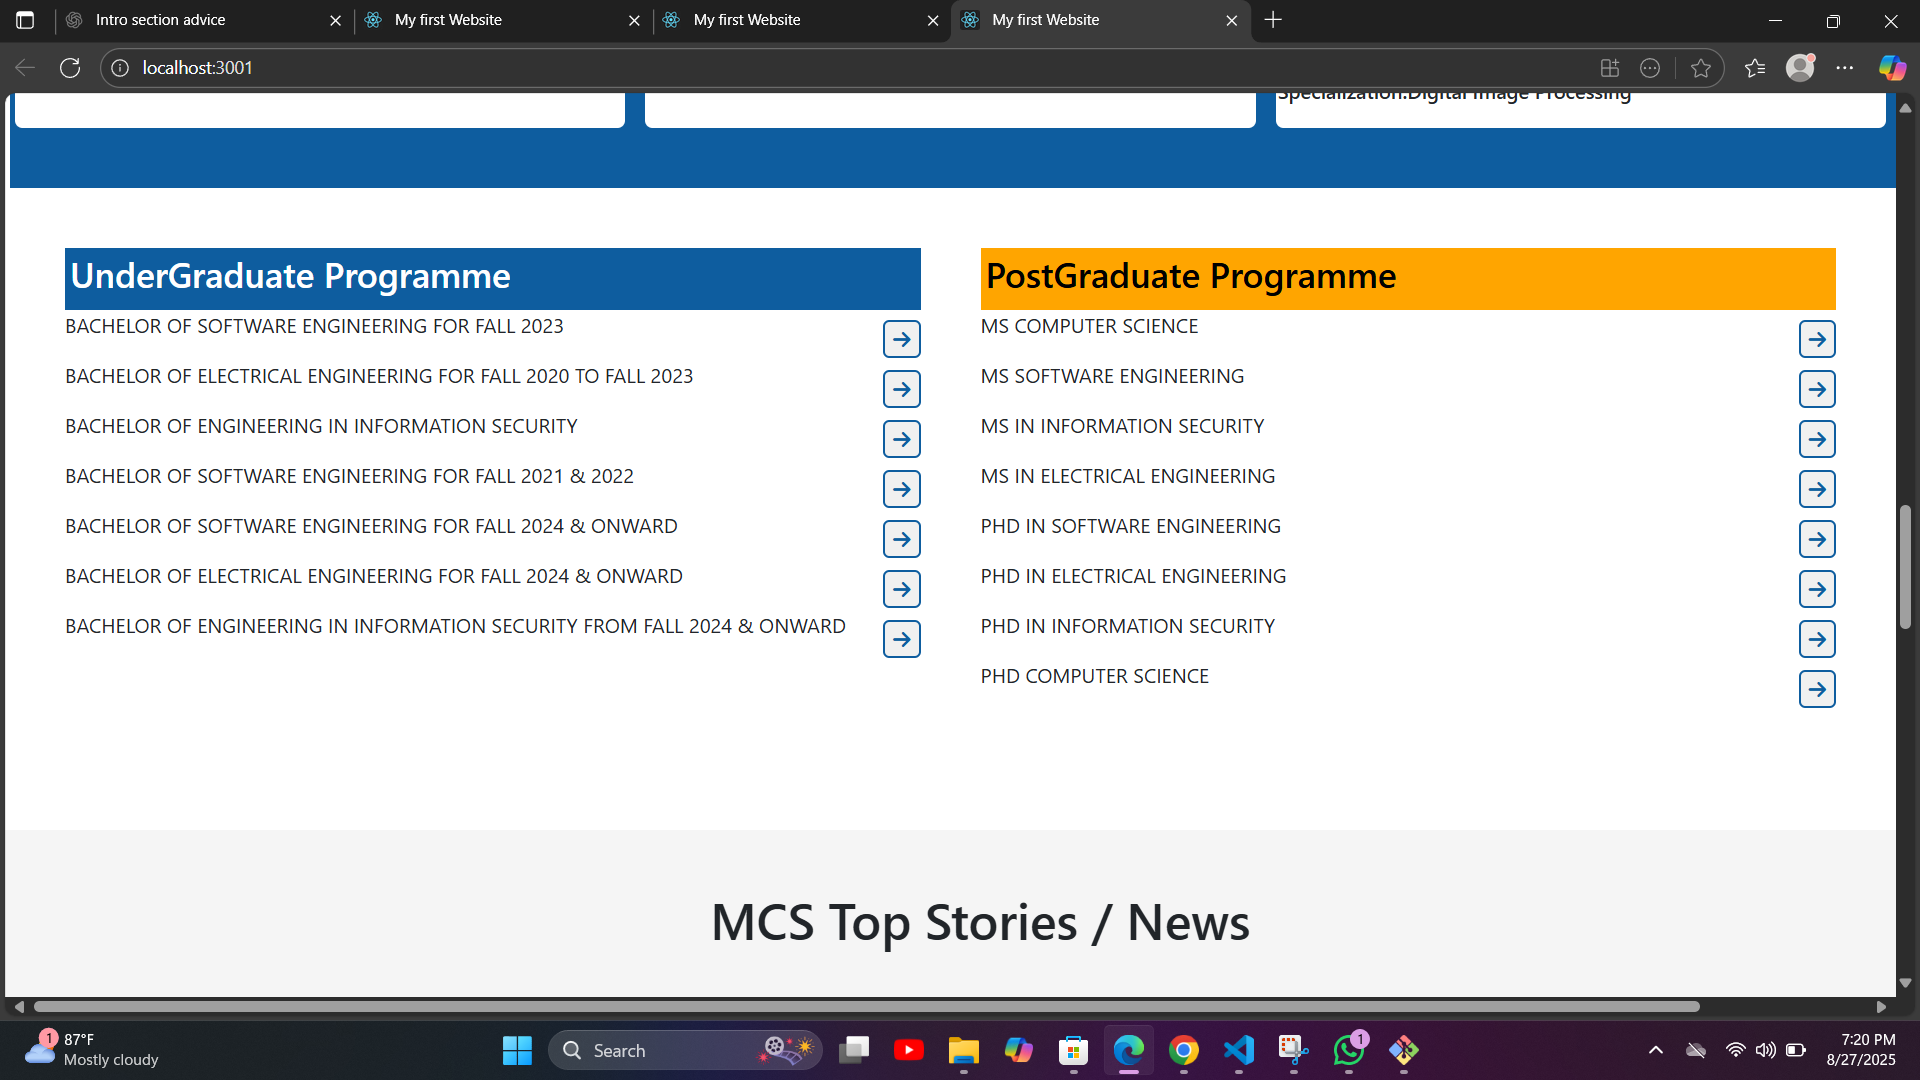 Intro section advice
My first Website
My first Website
My first Website
localhost:3001
Specialization:Digital Image Processing
UnderGraduate Programme
BACHELOR OF SOFTWARE ENGINEERING FOR FALL 2023
BACHELOR OF ELECTRICAL ENGINEERING FOR FALL 2020 TO FALL 2023
BACHELOR OF ENGINEERING IN INFORMATION SECURITY
BACHELOR OF SOFTWARE ENGINEERING FOR FALL 2021 & 2022
BACHELOR OF SOFTWARE ENGINEERING FOR FALL 2024 & ONWARD
BACHELOR OF ELECTRICAL ENGINEERING FOR FALL 2024 & ONWARD
BACHELOR OF ENGINEERING IN INFORMATION SECURITY FROM FALL 2024 & ONWARD
PostGraduate Programme
MS COMPUTER SCIENCE
MS SOFTWARE ENGINEERING
MS IN INFORMATION SECURITY
MS IN ELECTRICAL ENGINEERING
PHD IN SOFTWARE ENGINEERING
PHD IN ELECTRICAL ENGINEERING
PHD IN INFORMATION SECURITY
PHD COMPUTER SCIENCE
MCS Top Stories / News
1
87°F
Mostly cloudy
Search
1
7:20 PM
8/27/2025